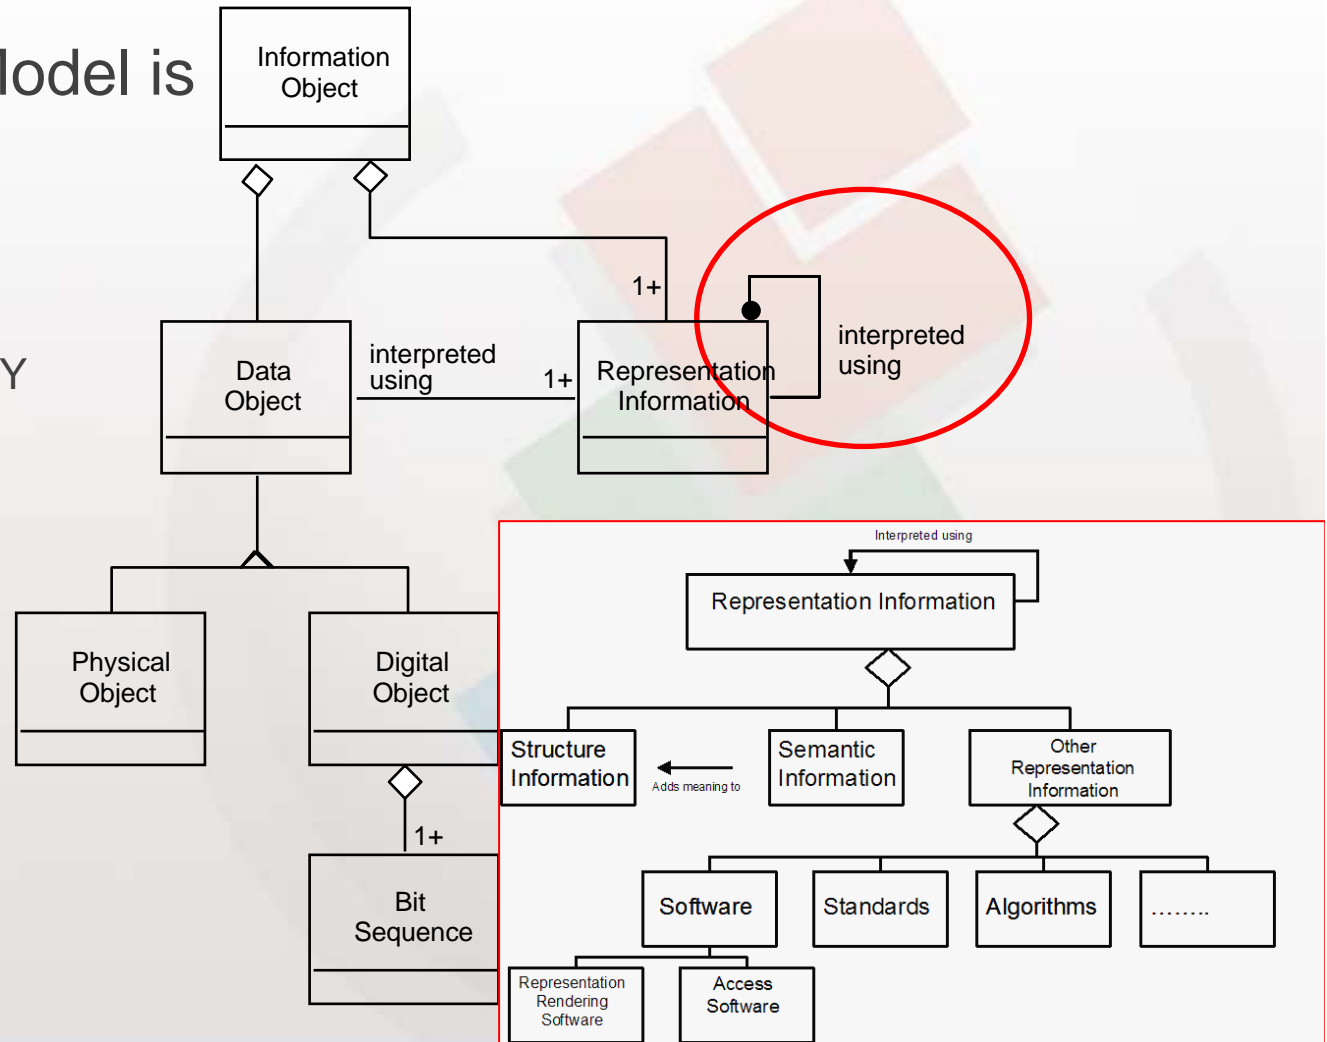 Model is
Information
Object
1+
interpreted
using
Data
Object
interpreted
using
1+
Representation
Information
Y
Physical
Object
Digital
Object
1+
Bit
Sequence
Interpreted using
Representation Information
Structure
Information
Adds meaning to
Semantic
Information
Other
Representation
Information
Software
Standards
Algorithms
........
Representation
Rendering
Software
Access
Software